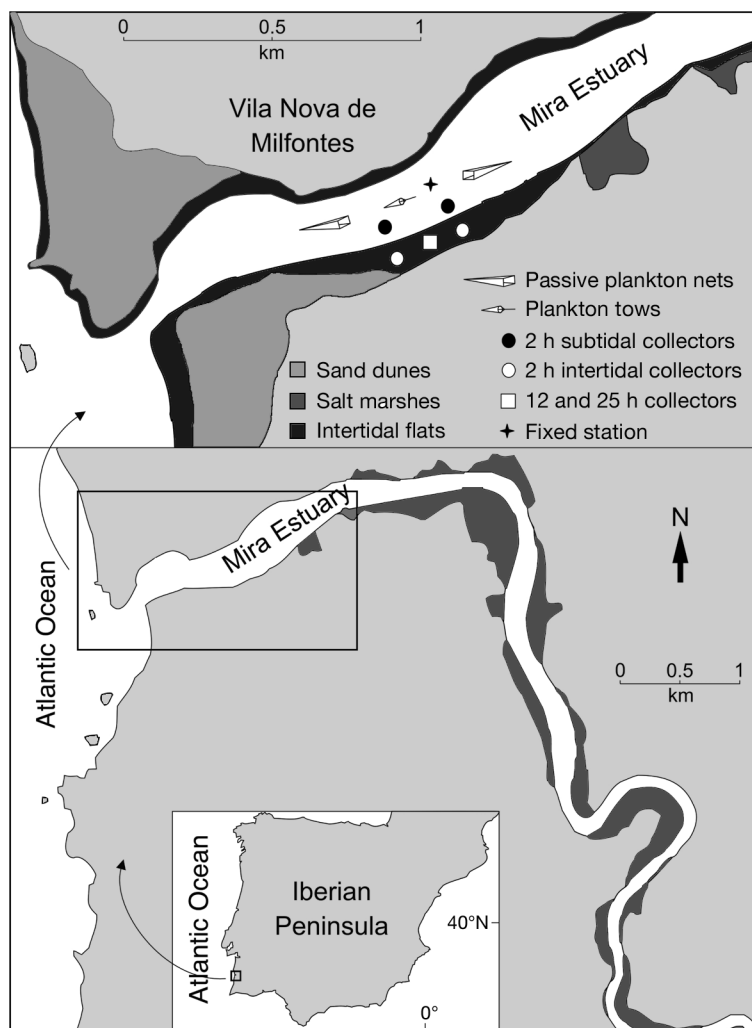 0 1
km
Vila Nova de
Milfontes
Mira Estuary
Passive plankton nets
Plankton tows
2 h subtidal collectors
2 h intertidal collectors
12 and 25 h collectors
Fixed station
Sand dunes
Salt marshes
Intertidal flats
Mira Estuary
Atlantic Ocean
N
0 0.5 1
km
Atlantic Ocean
Iberian
Peninsula
40°N
0°